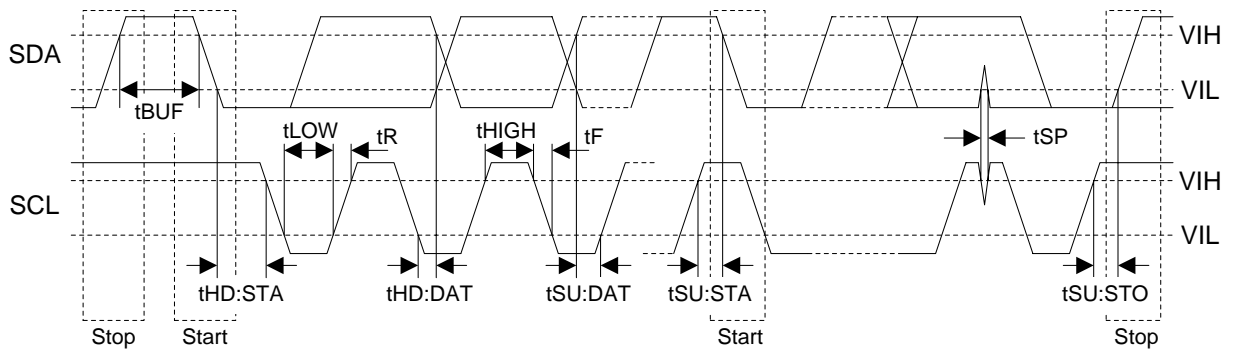 SDA
VIH
VIL
tBUF
tLOW
tR
tHIGH
tF
tSP
SCL
VIH
VIL
tHD:STA
tHD:DAT
tSU:DAT
tSU:STA
tSU:STO
Stop
Start
Start
Stop